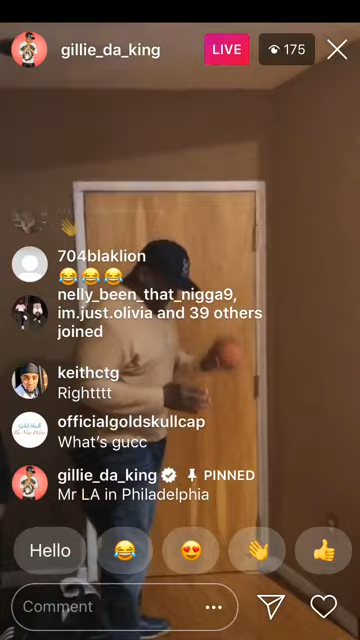 gillie_da_king
LIVE
175
704blaklion
😂😂😂
nelly_been_that_nigga9,
im.just.olivia and 39 others
joined
keithctg
Rightttt
officialgoldskullcap
What's gucc
gillie_da_king PINNED
Mr LA in Philadelphia
Hello
Comment